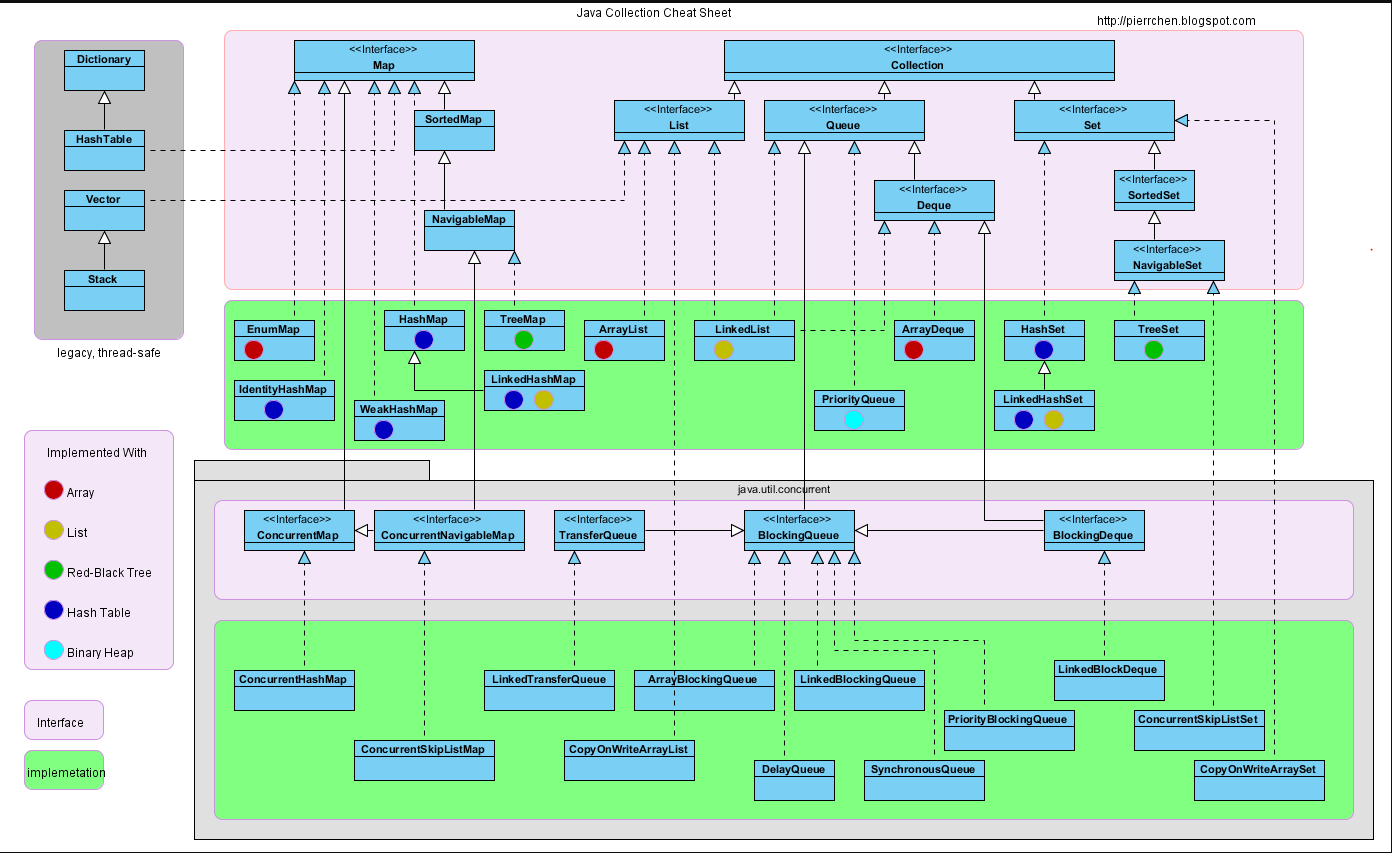 Java Collection Cheat Sheet
http://pierrchen.blogspot.com
Dictionary
HashTable
Vector
Stack
legacy, thread-safe
<<Interface>>
Map
SortedMap
NavigableMap
<<Interface>>
Collection
<<Interface>>
List
<<Interface>>
Queue
<<Interface>>
Set
<<Interface>>
Deque
<<Interface>>
SortedSet
<<Interface>>
NavigableSet
EnumMap
HashMap
TreeMap
ArrayList
LinkedList
ArrayDeque
HashSet
TreeSet
IdentityHashMap
WeakHashMap
LinkedHashMap
PriorityQueue
LinkedHashSet
Implemented With
Array
List
Red-Black Tree
Hash Table
Binary Heap
Interface
implemetation
java.util.concurrent
<<Interface>>
ConcurrentMap
<<Interface>>
ConcurrentNavigableMap
<<Interface>>
TransferQueue
<<Interface>>
BlockingQueue
<<Interface>>
BlockingDeque
ConcurrentHashMap
LinkedTransferQueue
ArrayBlockingQueue
LinkedBlockingQueue
LinkedBlockDeque
PriorityBlockingQueue
ConcurrentSkipListSet
ConcurrentSkipListMap
CopyOnWriteArrayList
DelayQueue
SynchronousQueue
CopyOnWriteArraySet